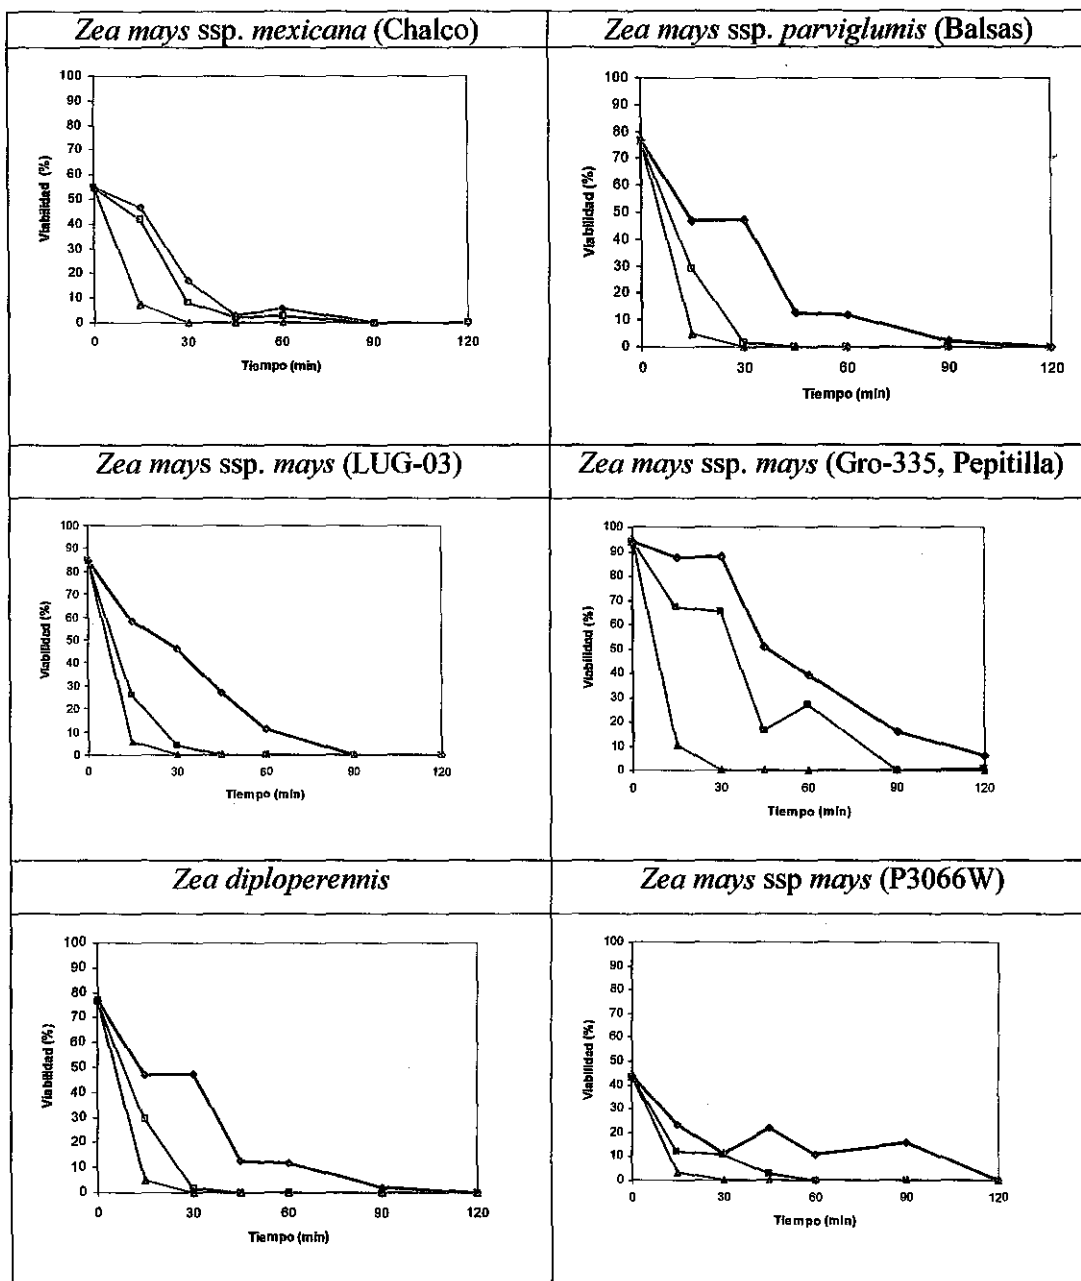 Zea mays ssp. mexicana (Chalco)
Zea mays ssp. parviglumis (Balsas)
100
90
80
70
60
50
40
30
20
10
0
Viabilidad (%)
0 30 60 90 120
Tiempo (min)
100
90
80
70
60
50
40
30
20
10
0
Viabilidad (%)
0 30 60 90 120
Tiempo (min)
Zea mays ssp. mays (LUG-03)
Zea mays ssp. mays (Gro-335, Pepitilla)
100
90
80
70
60
50
40
30
20
10
0
Viabilidad (%)
0 30 60 90 120
Tiempo (min)
100
90
80
70
60
50
40
30
20
10
0
Viabilidad (%)
0 30 60 90 120
Tiempo (min)
Zea diploperennis
Zea mays ssp mays (P3066W)
100
90
80
70
60
50
40
30
20
10
0
Viabilidad (%)
0 30 60 90 120
Tiempo (min)
100
90
80
70
60
50
40
30
20
10
0
Viabilidad (%)
0 30 60 90 120
Tiempo (min)